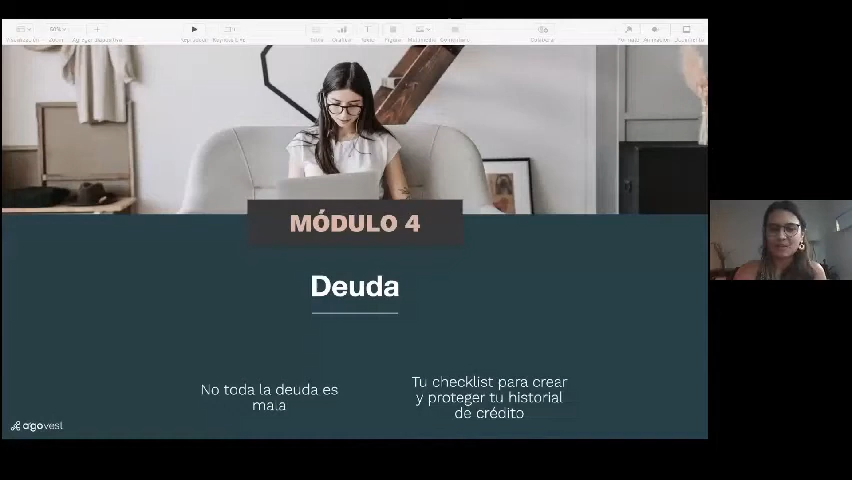 60%
MÓDULO 4
Deuda
No toda la deuda es
mala
Tu checklist para crear
y proteger tu historial
de crédito
agovest